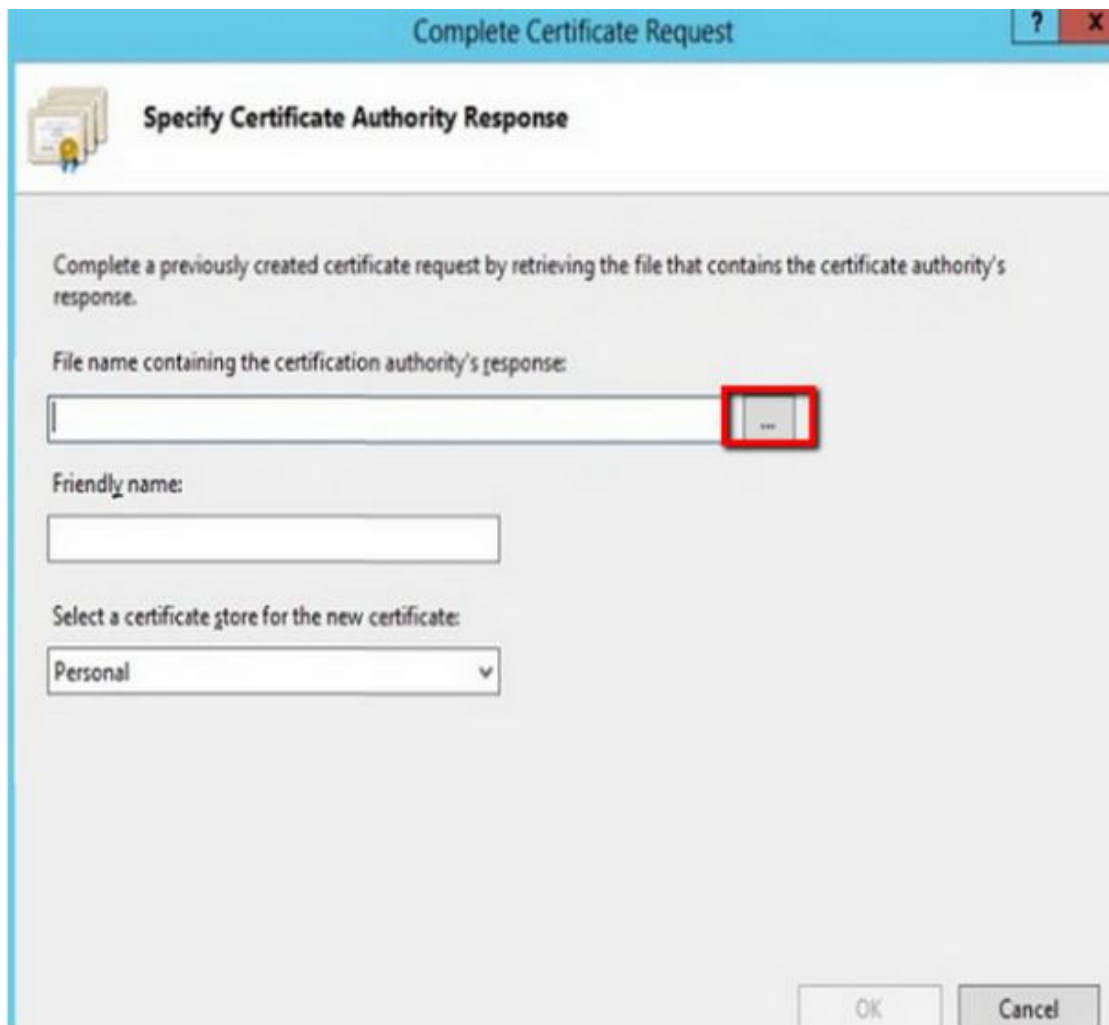 Complete Certificate Request
? x
Specify Certificate Authority Response
Complete a previously created certificate request by retrieving the file that contains the certificate authority's
response.
File name containing the certification authority's response:
...
Friendly name:
Select a certificate store for the new certificate:
Personal
OK Cancel